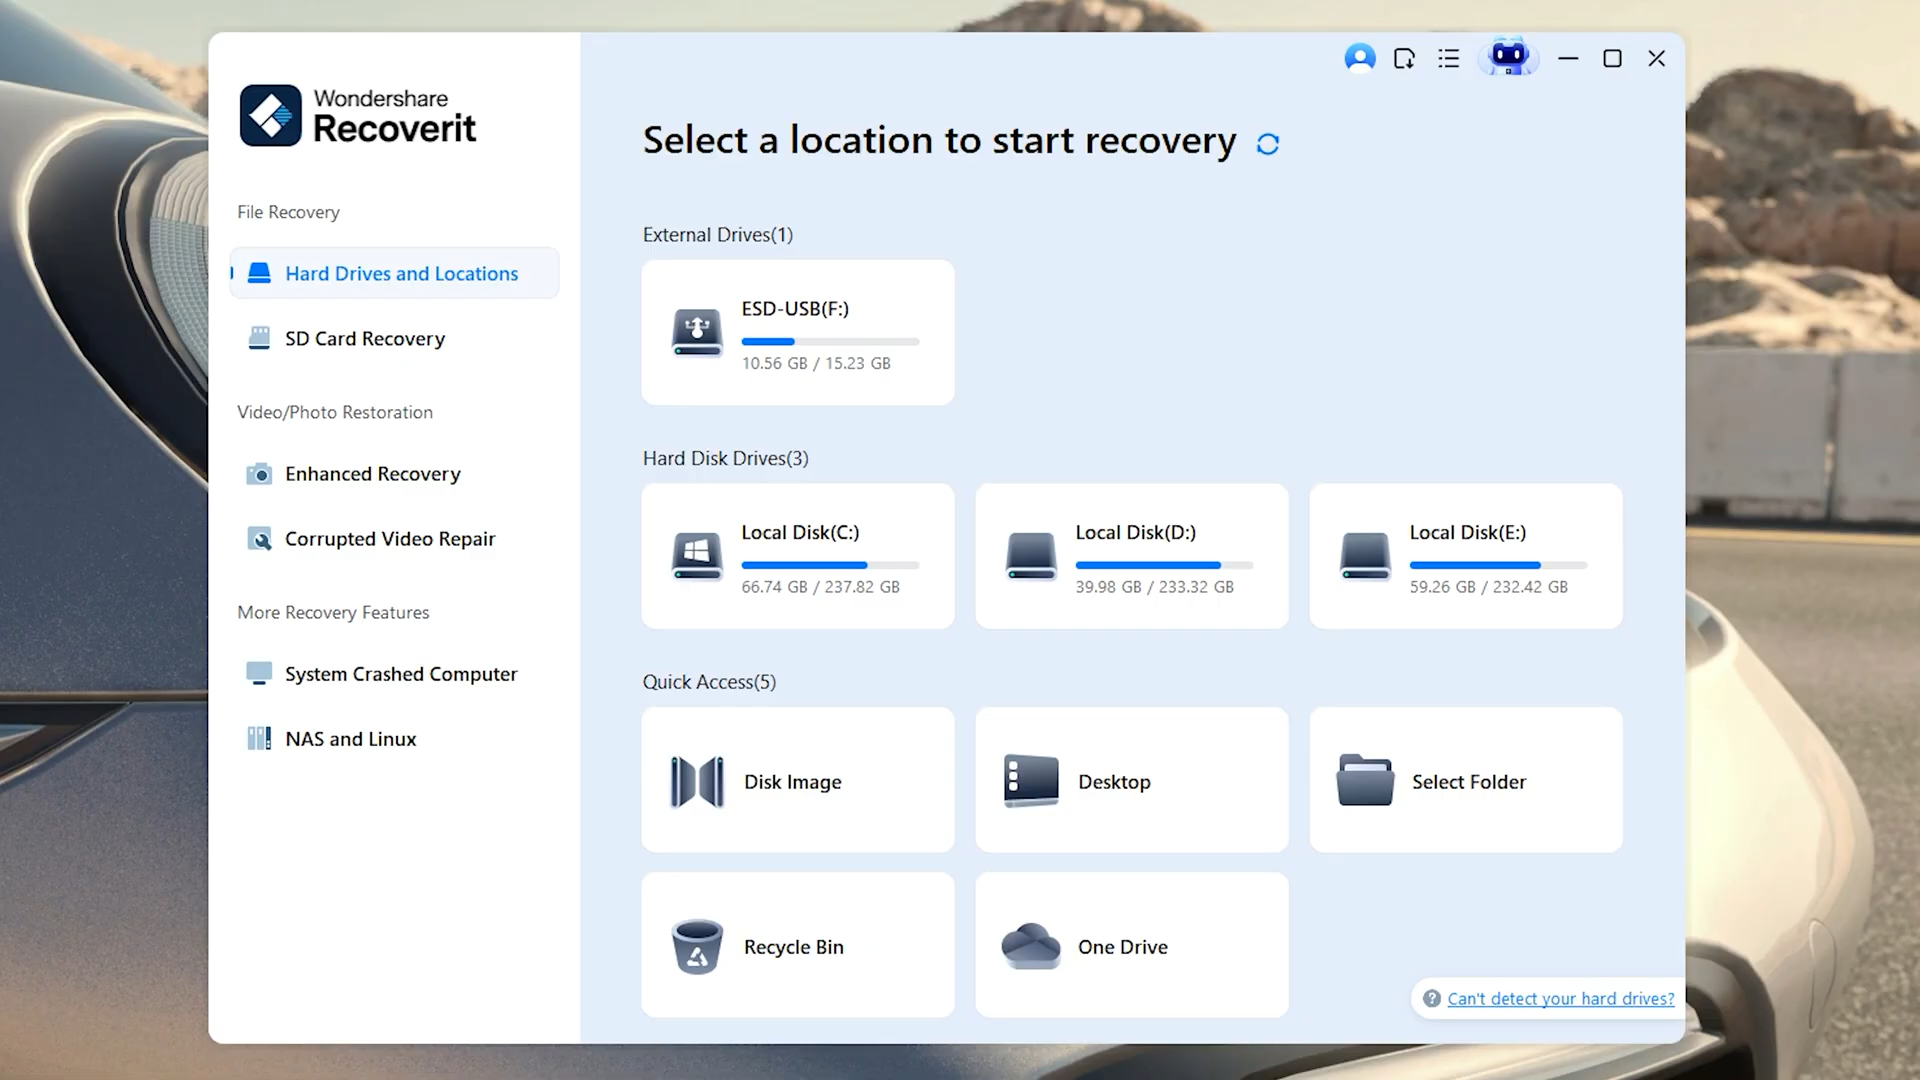 Wondershare
Recoverit
File Recovery
Hard Drives and Locations
SD Card Recovery
Video/Photo Restoration
Enhanced Recovery
Corrupted Video Repair
More Recovery Features
System Crashed Computer
NAS and Linux
Select a location to start recovery
External Drives(1)
ESD-USB(F:)
10.56 GB / 15.23 GB
Hard Disk Drives(3)
Local Disk(C:)
66.74 GB / 237.82 GB
Local Disk(D:)
39.98 GB / 233.32 GB
Local Disk(E:)
59.26 GB / 232.42 GB
Quick Access(5)
Disk Image
Desktop
Select Folder
Recycle Bin
One Drive
Can't detect your hard drives?